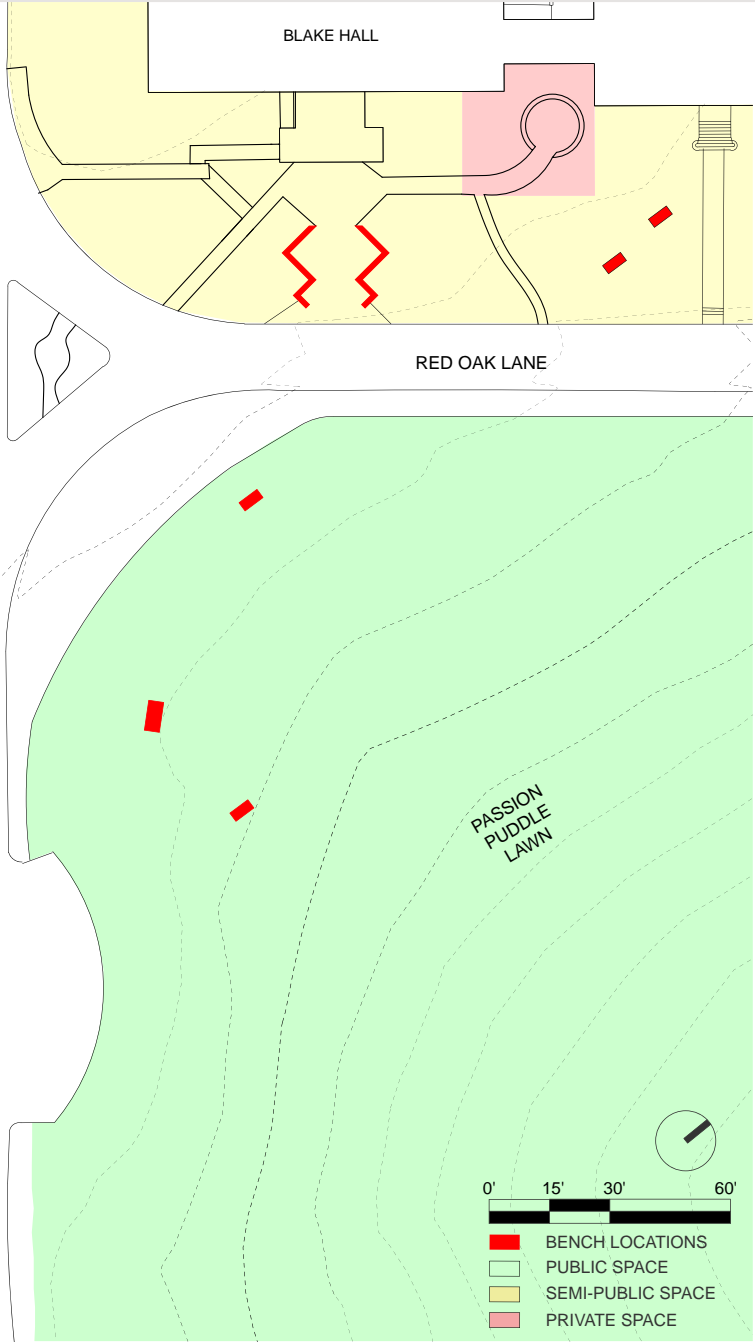 BLAKE HALL
RED OAK LANE
PASSION
PUDDLE
LAWN
0' 15' 30' 60'
BENCH LOCATIONS
PUBLIC SPACE
SEMI-PUBLIC SPACE
PRIVATE SPACE